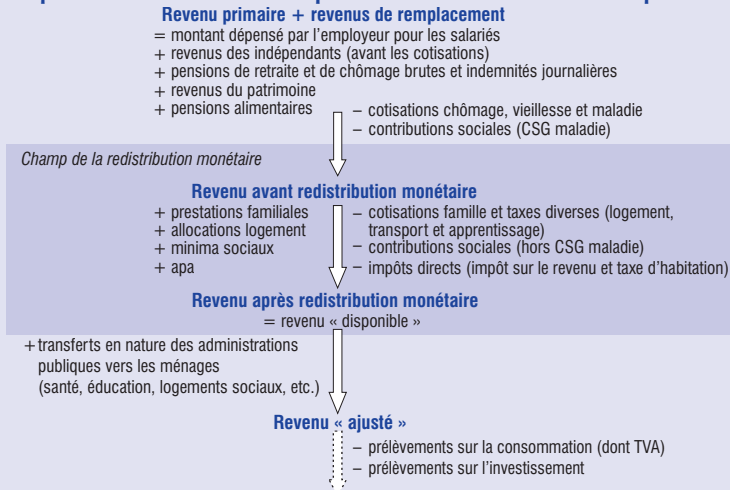 Revenu primaire + revenus de remplacement
= montant dépensé par l'employeur pour les salariés
+ revenus des indépendants (avant les cotisations)
+ pensions de retraite et de chômage brutes et indemnités journalières
+ revenus du patrimoine
+ pensions alimentaires
– cotisations chômage, vieillesse et maladie
– contributions sociales (CSG maladie)
Champ de la redistribution monétaire
Revenu avant redistribution monétaire
+ prestations familiales
+ allocations logement
+ minima sociaux
+ apa
– cotisations famille et taxes diverses (logement,
transport et apprentissage)
– contributions sociales (hors CSG maladie)
– impôts directs (impôt sur le revenu et taxe d'habitation)
Revenu après redistribution monétaire
= revenu « disponible »
+ transferts en nature des administrations
publiques vers les ménages
(santé, éducation, logements sociaux, etc.)
Revenu « ajusté »
– prélèvements sur la consommation (dont TVA)
– prélèvements sur l'investissement